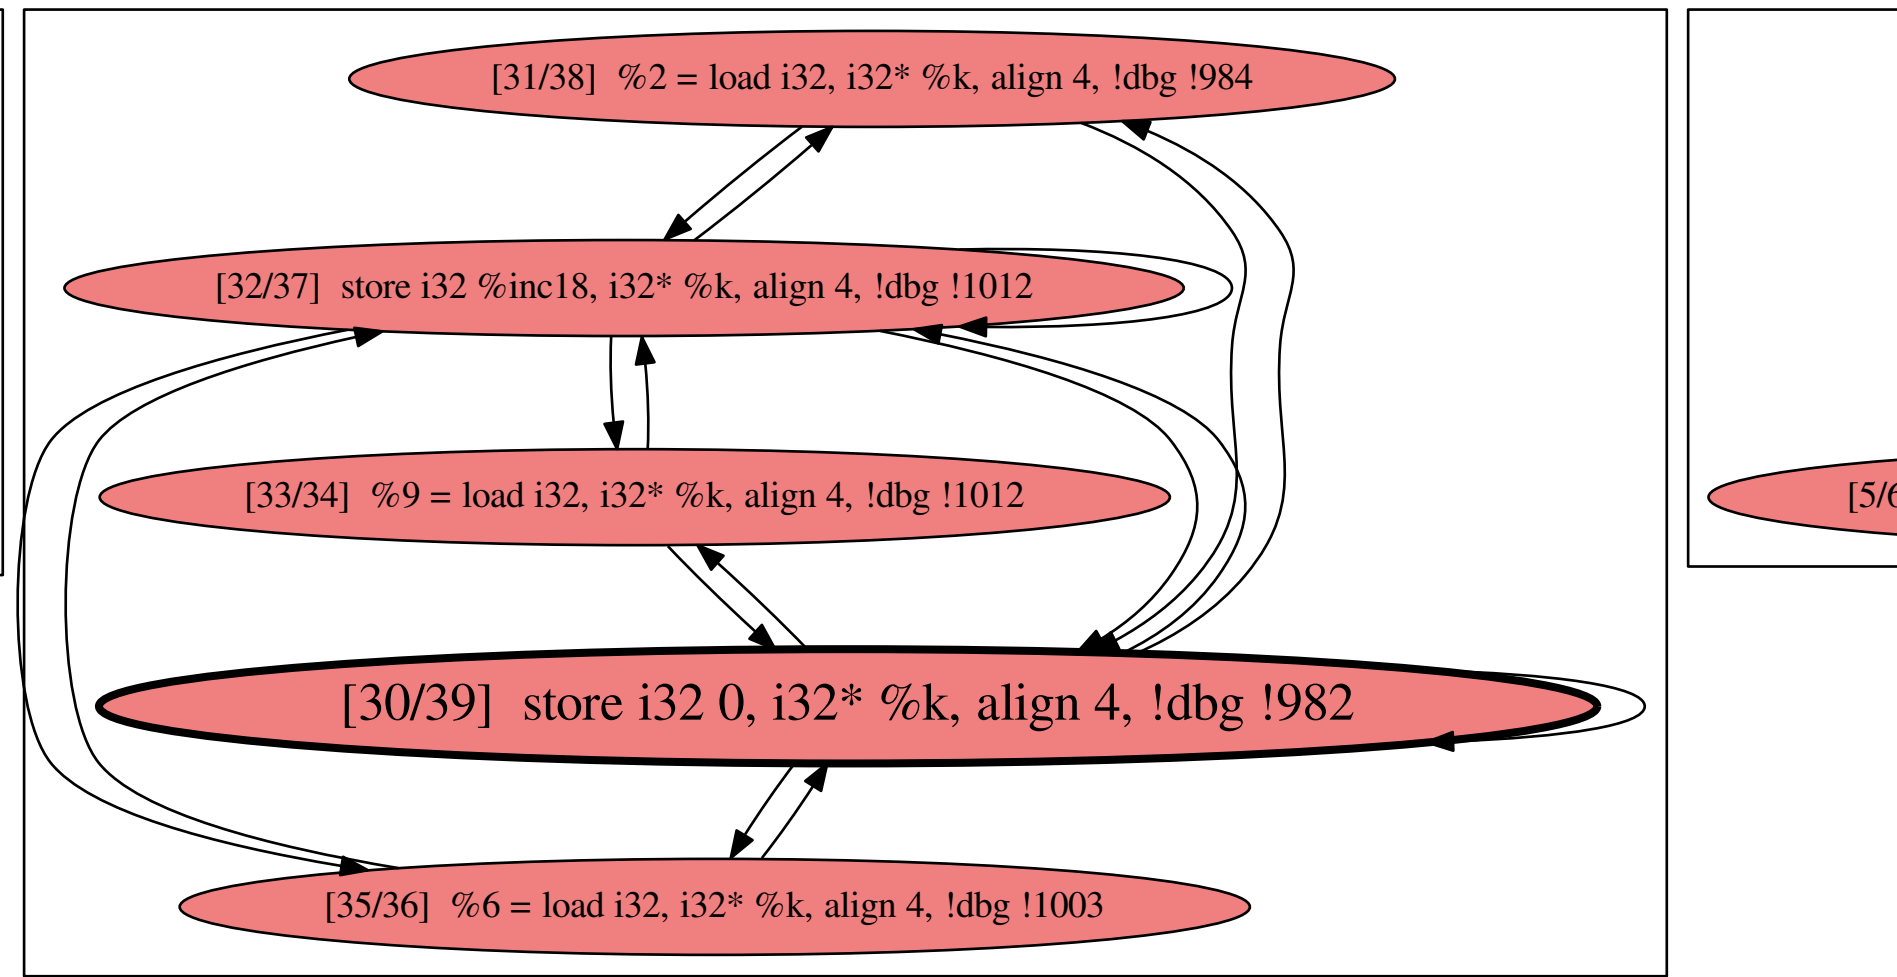 [31/38] %2 = load i32, i32* %k, align 4, !dbg !984
[32/37] store i32 %inc18, i32* %k, align 4, !dbg !1012
[33/34] %9 = load i32, i32* %k, align 4, !dbg !1012
[5/6
[30/39] store i32 0, i32* %k, align 4, !dbg !982
[35/36] %6 = load i32, i32* %k, align 4, !dbg !1003